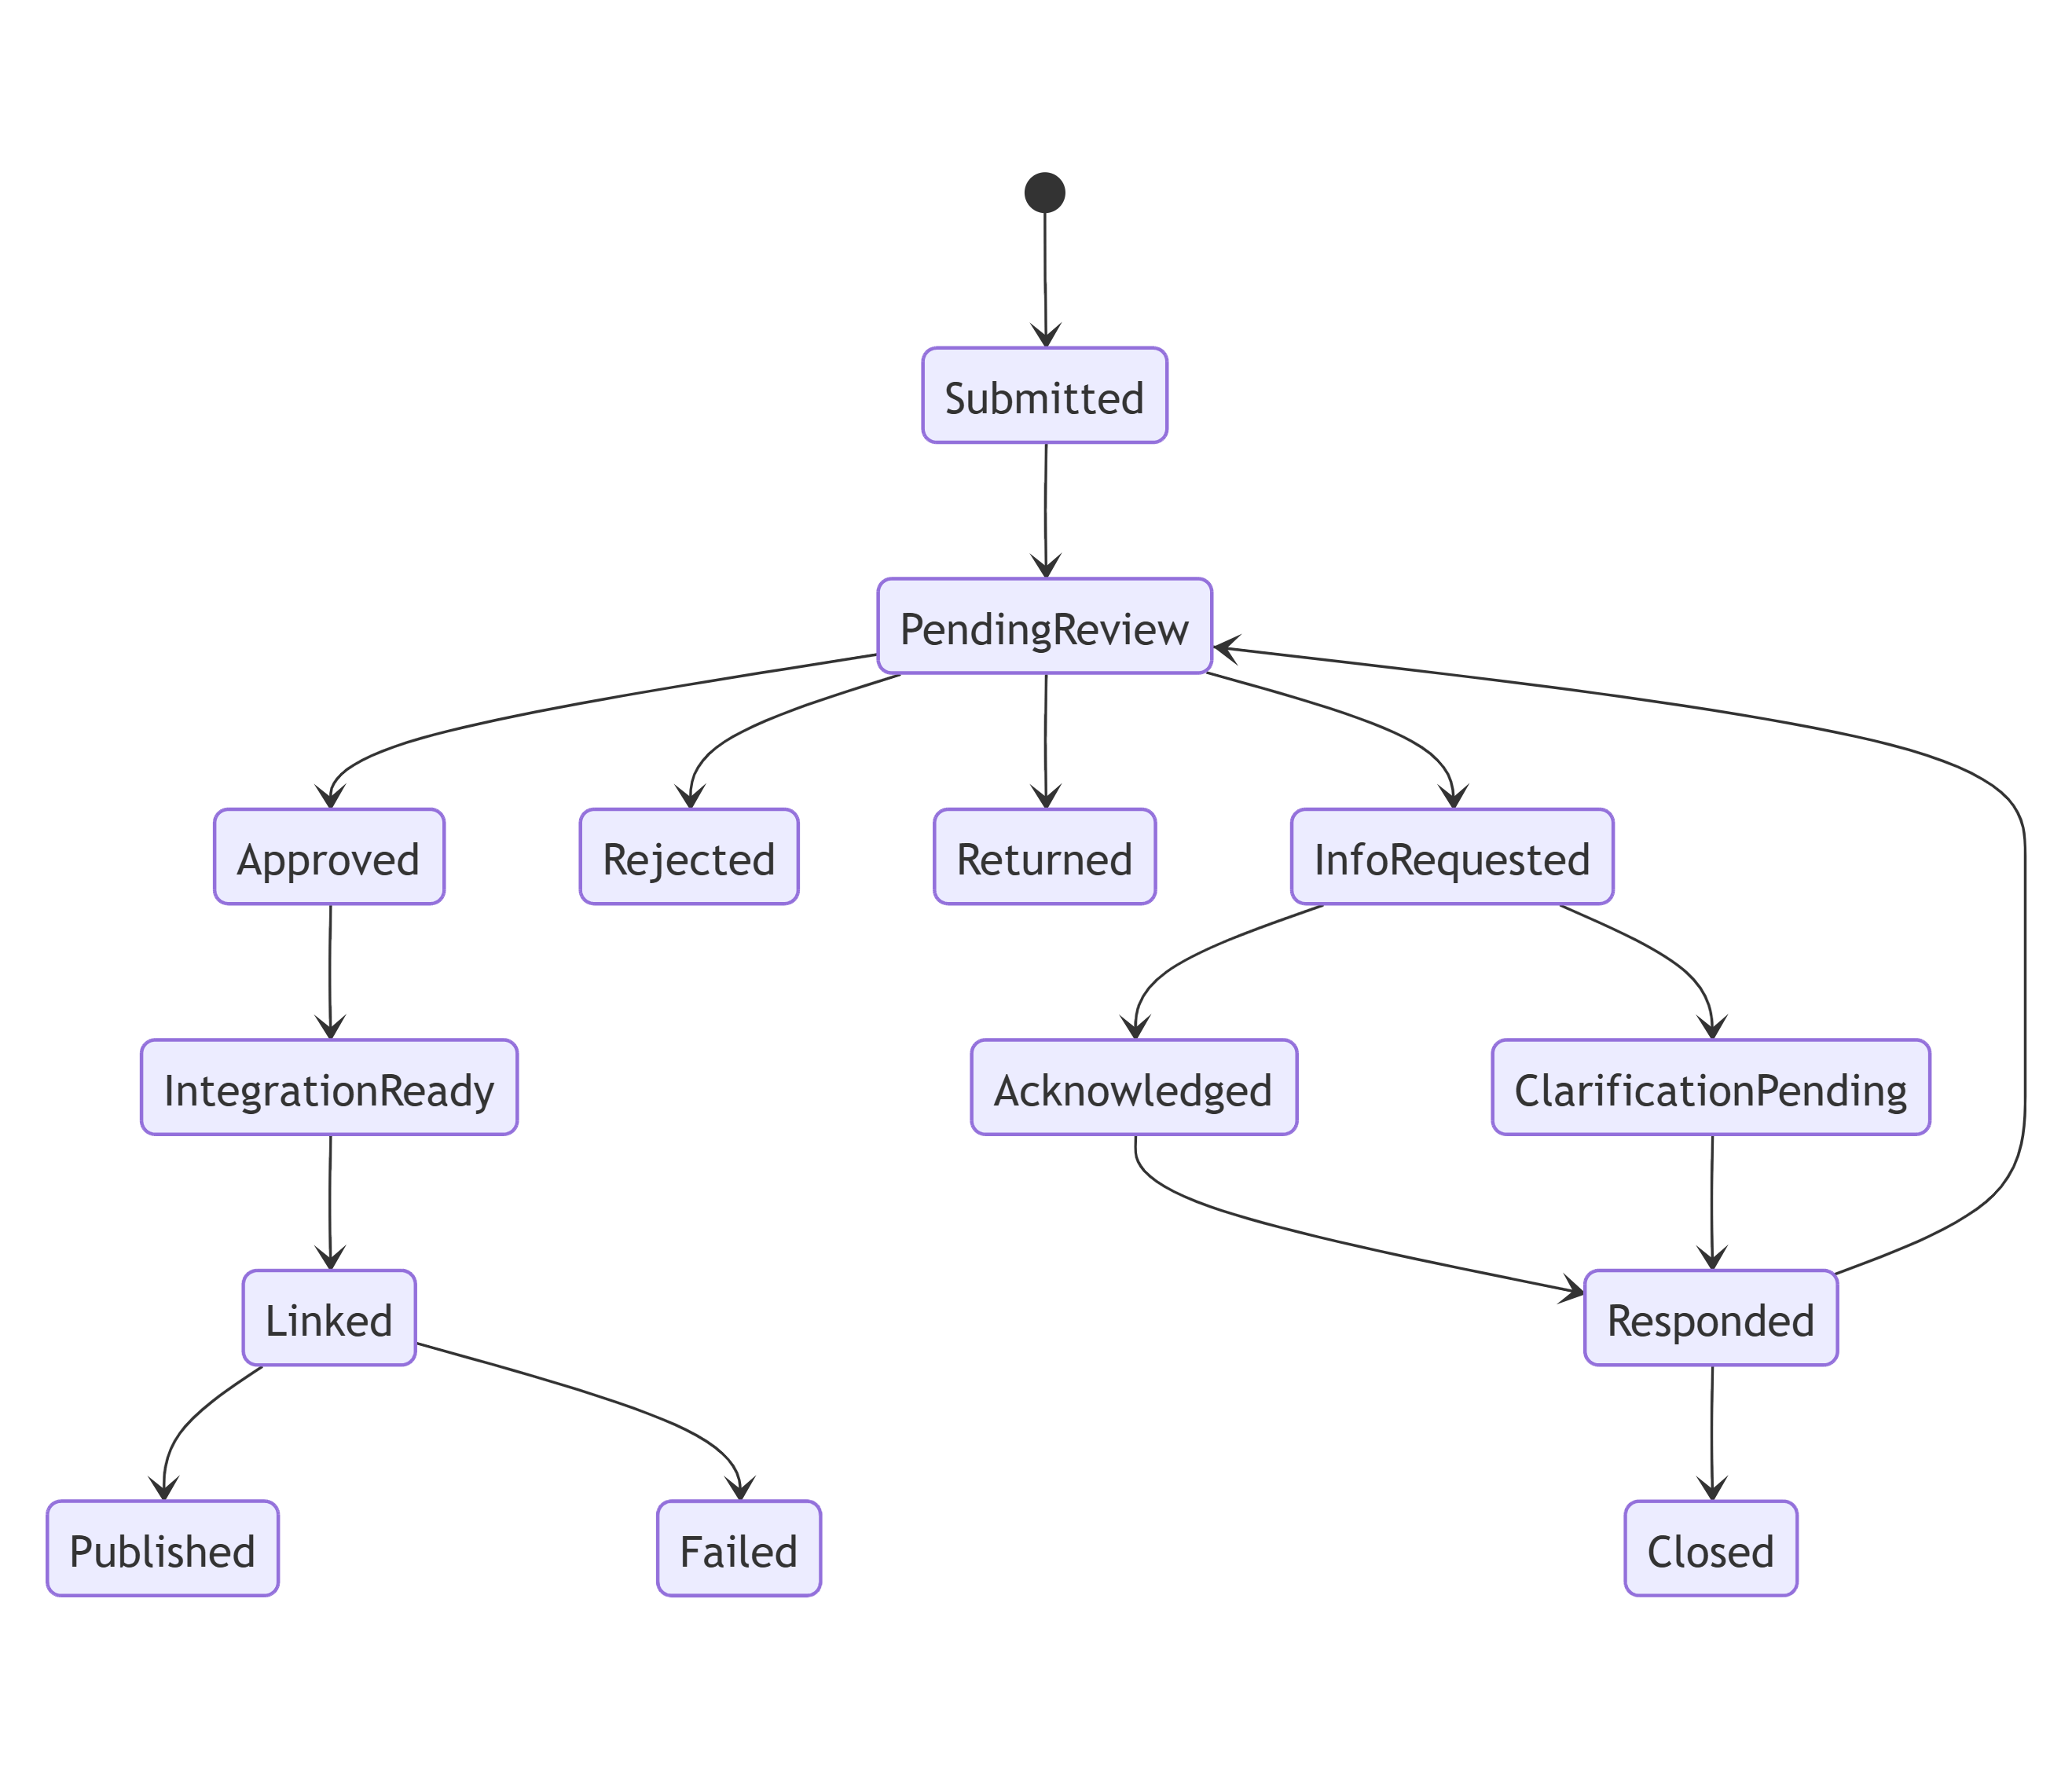 Submitted
PendingReview
Approved
Rejected
Returned
InfoRequested
IntegrationReady
Acknowledged
ClarificationPending
Linked
Responded
Published
Failed
Closed